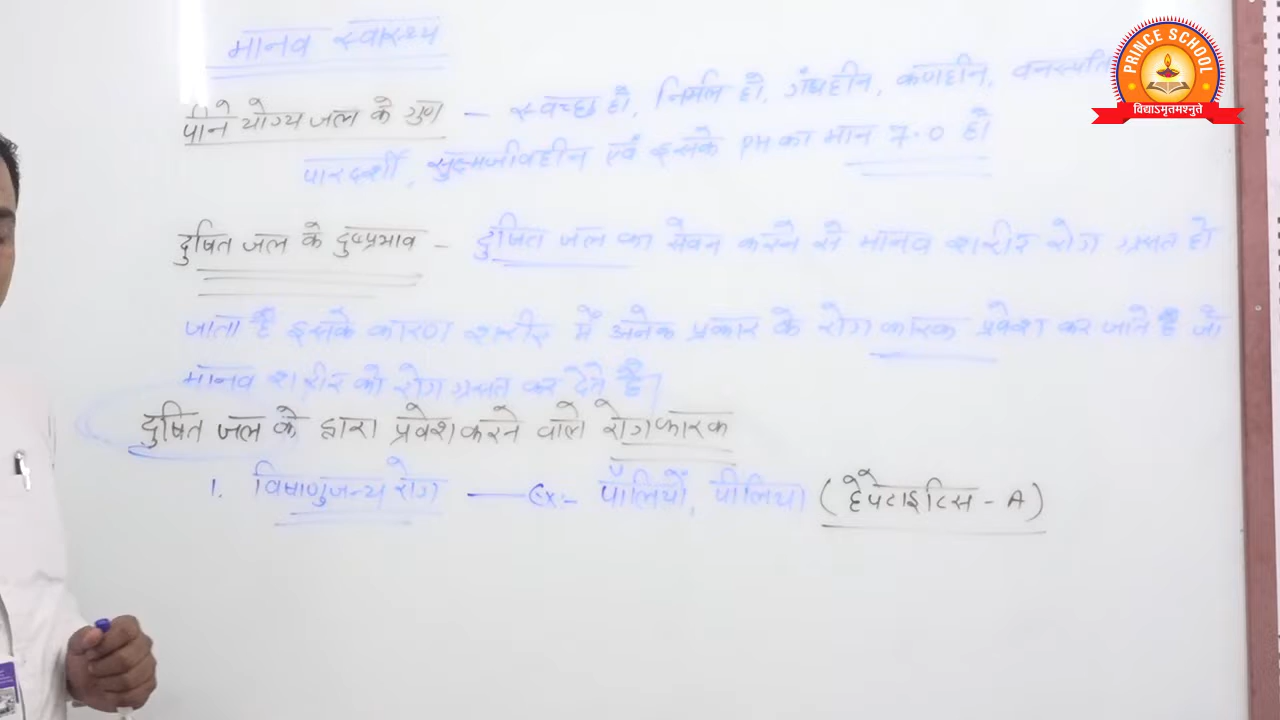 मानव स्वास्थ्य
पीने योग्य जल के गुण – स्वच्छ हो, निर्मल हो, गंधहीन, कणहीन, वनस्पति
पारदर्शी, सुक्ष्मजीवहीन एवं इसके PH का मान 7.0 हो
दुषित जल के दुष्प्रभाव – दुषित जल का सेवन करने से मानव शरीर रोग ग्रस्त हो
जाता है इसके कारण शरीर में अनेक प्रकार के रोग कारक प्रवेश कर जाते है जो
मानव शरीर को रोग ग्रस्त कर देते है।
दुषित जल के द्वारा प्रवेश करने वाले रोगकारक
1. विषाणुजन्य रोग — Ex:- पॉलियों, पीलिया (हेपेटाइटिस - A)
PRINCE SCHOOL
विद्याऽमृतमश्नुते